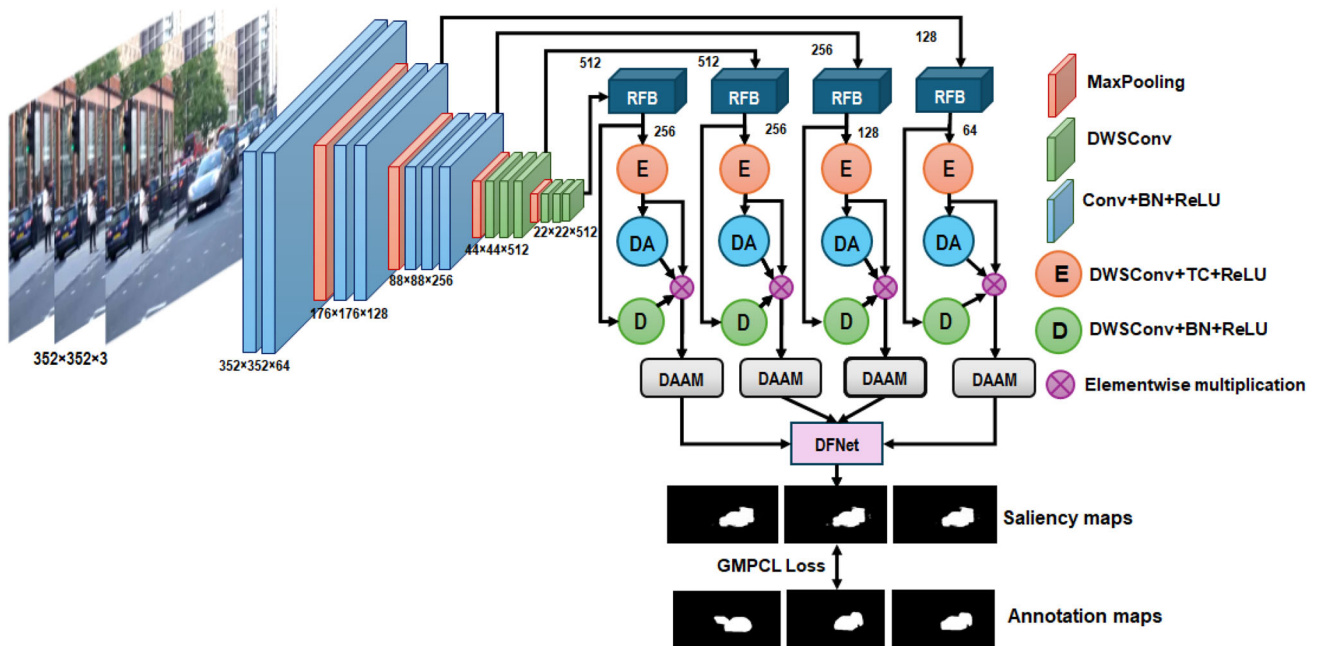 128
256
512
512
RFB
RFB
RFB
RFB
MaxPooling
256
256
128
64
DWSConv
E
E
E
E
Conv+BN+ReLU
DA
DA
DA
DA
22×22×512
44×44×512
E
DWSConv+TC+ReLU
88×88×256
176×176×128
D
D
D
D
D
DWSConv+BN+ReLU
352×352×3
352×352×64
DAAM
DAAM
DAAM
DAAM
Elementwise multiplication
DFNet
Saliency maps
GMPCL Loss
Annotation maps